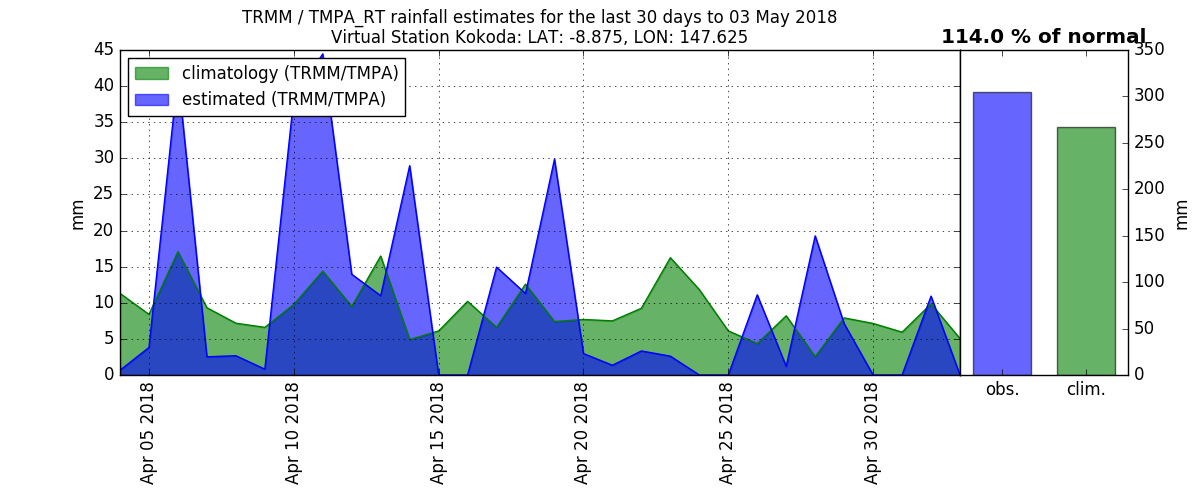 TRMM / TMPA_RT rainfall estimates for the last 30 days to 03 May 2018
Virtual Station Kokoda: LAT: -8.875, LON: 147.625
114.0 % of normal
climatology (TRMM/TMPA)
estimated (TRMM/TMPA)
45
40
35
30
25
20
15
10
5
0
mm
Apr 05 2018
Apr 10 2018
Apr 15 2018
Apr 20 2018
Apr 25 2018
Apr 30 2018
obs.
clim.
350
300
250
200
150
100
50
0
mm